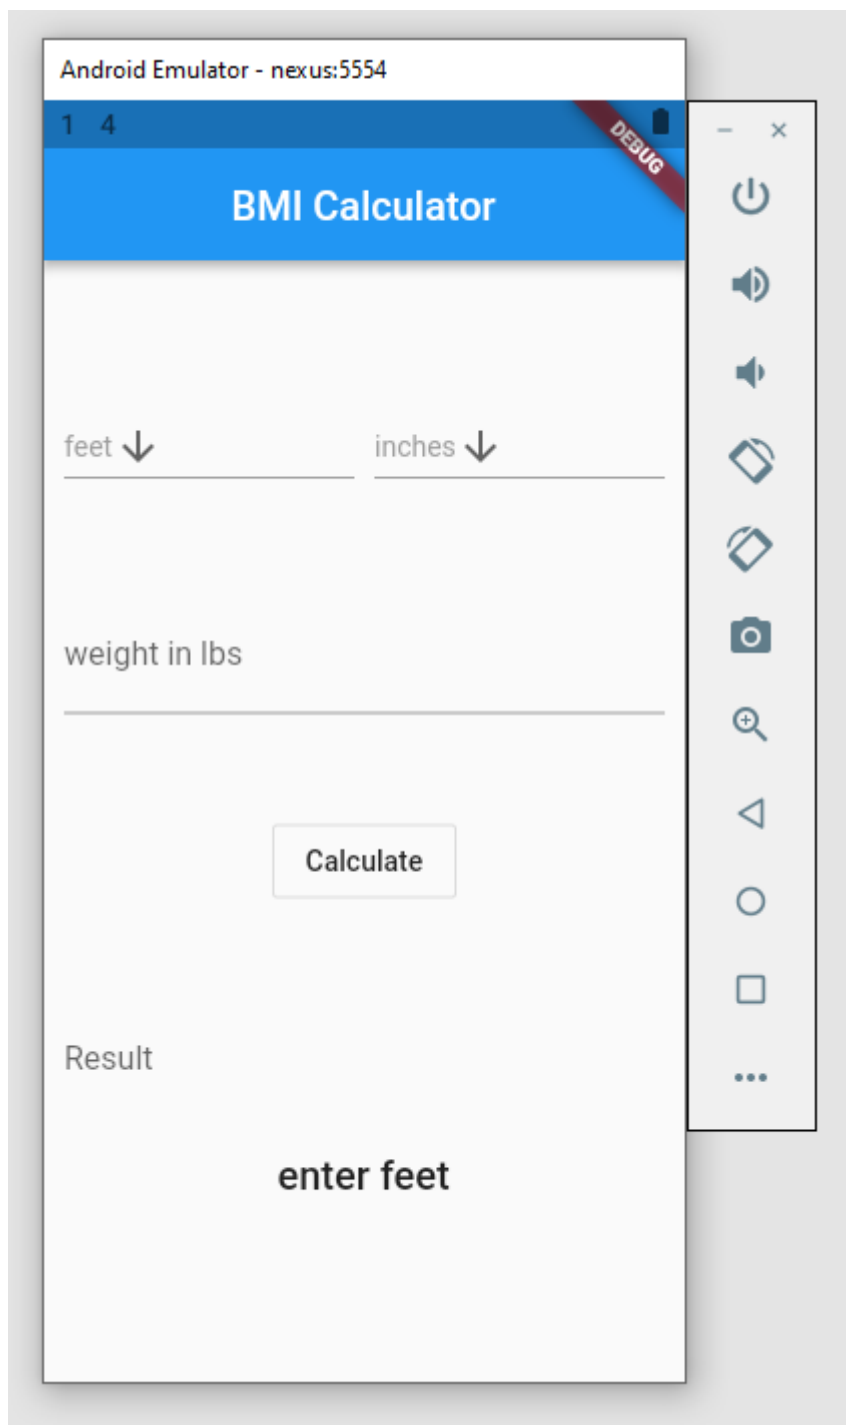 Android Emulator - nexus:5554
1 4
DEBUG
BMI Calculator
feet inches
weight in lbs
Calculate
Result
enter feet